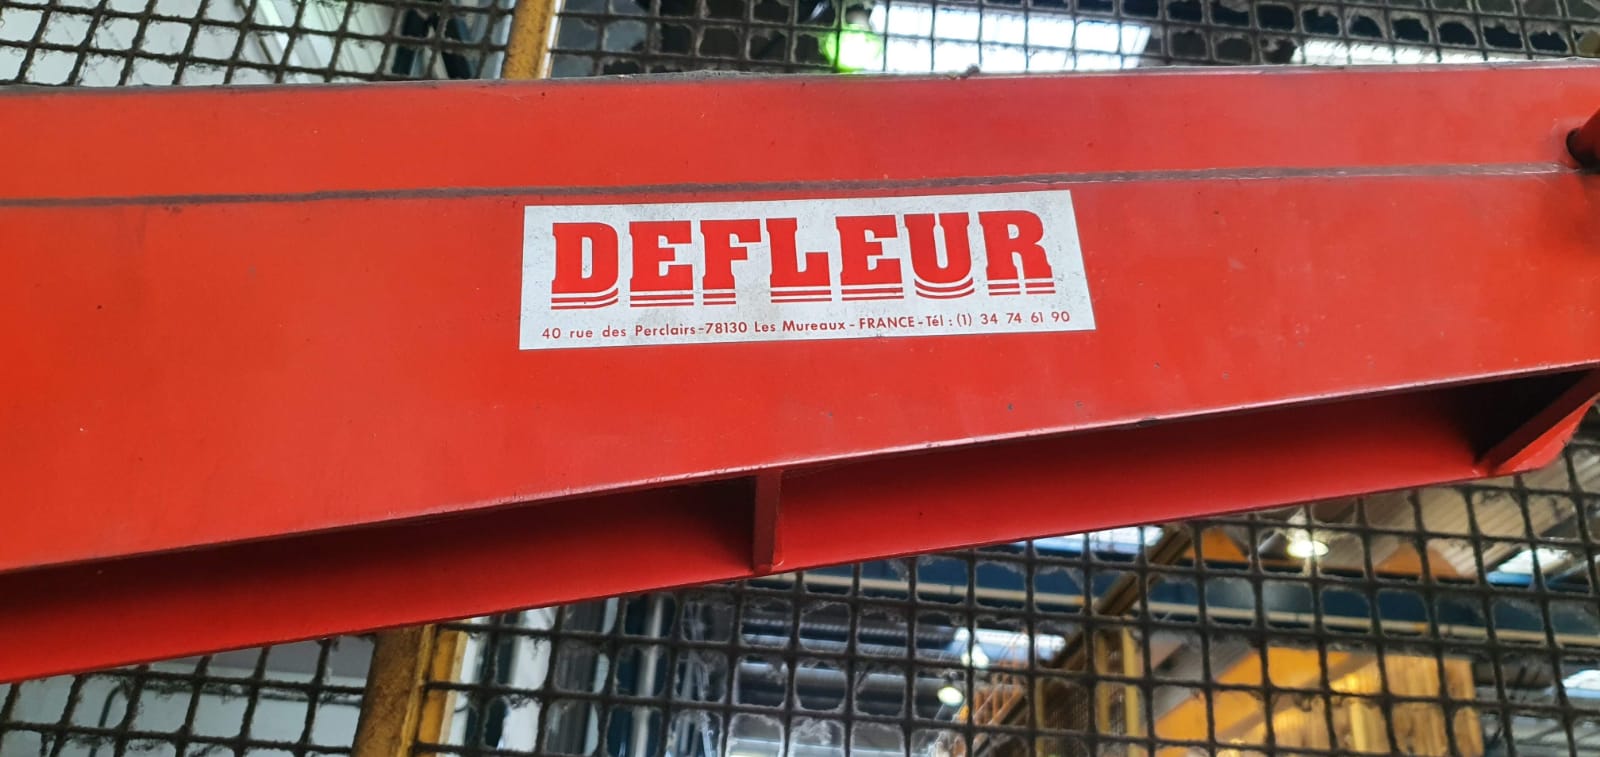 DEFLEUR
40 rue des Perclairs-78130 Les Mureaux - FRANCE - Tél : (1) 34 74 61 90